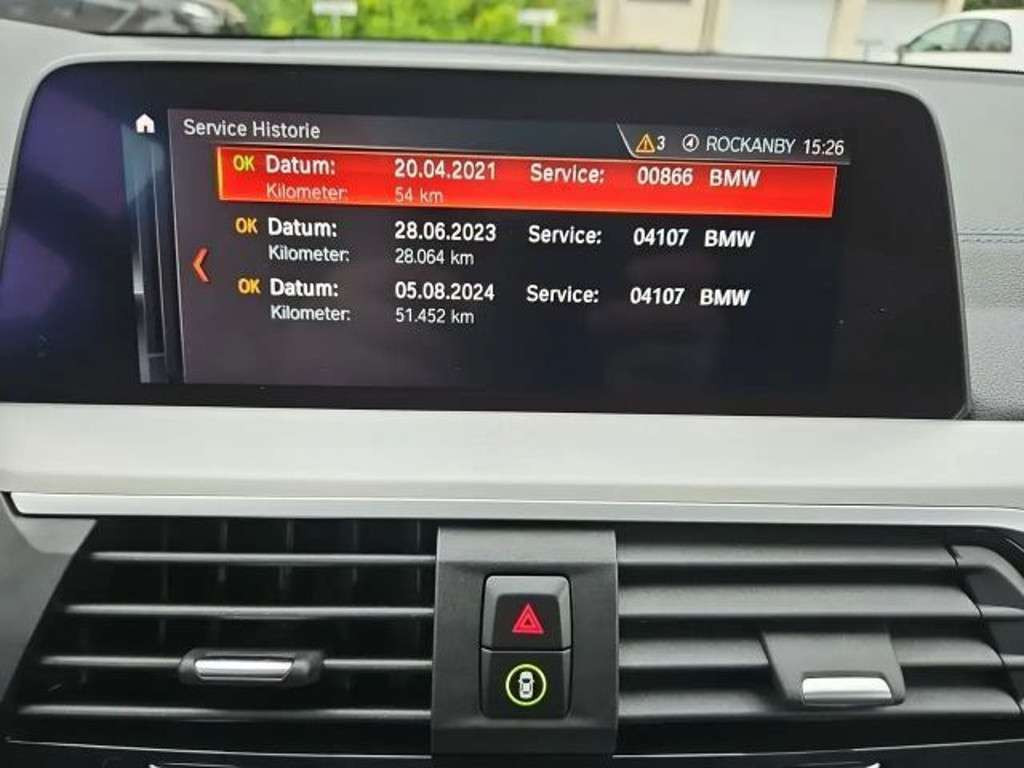 Service Historie 3 4 ROCKANBY 15:26
OK Datum: 20.04.2021 Service: 00866 BMW
Kilometer: 54 km
OK Datum: 28.06.2023 Service: 04107 BMW
Kilometer: 28.064 km
OK Datum: 05.08.2024 Service: 04107 BMW
Kilometer: 51.452 km